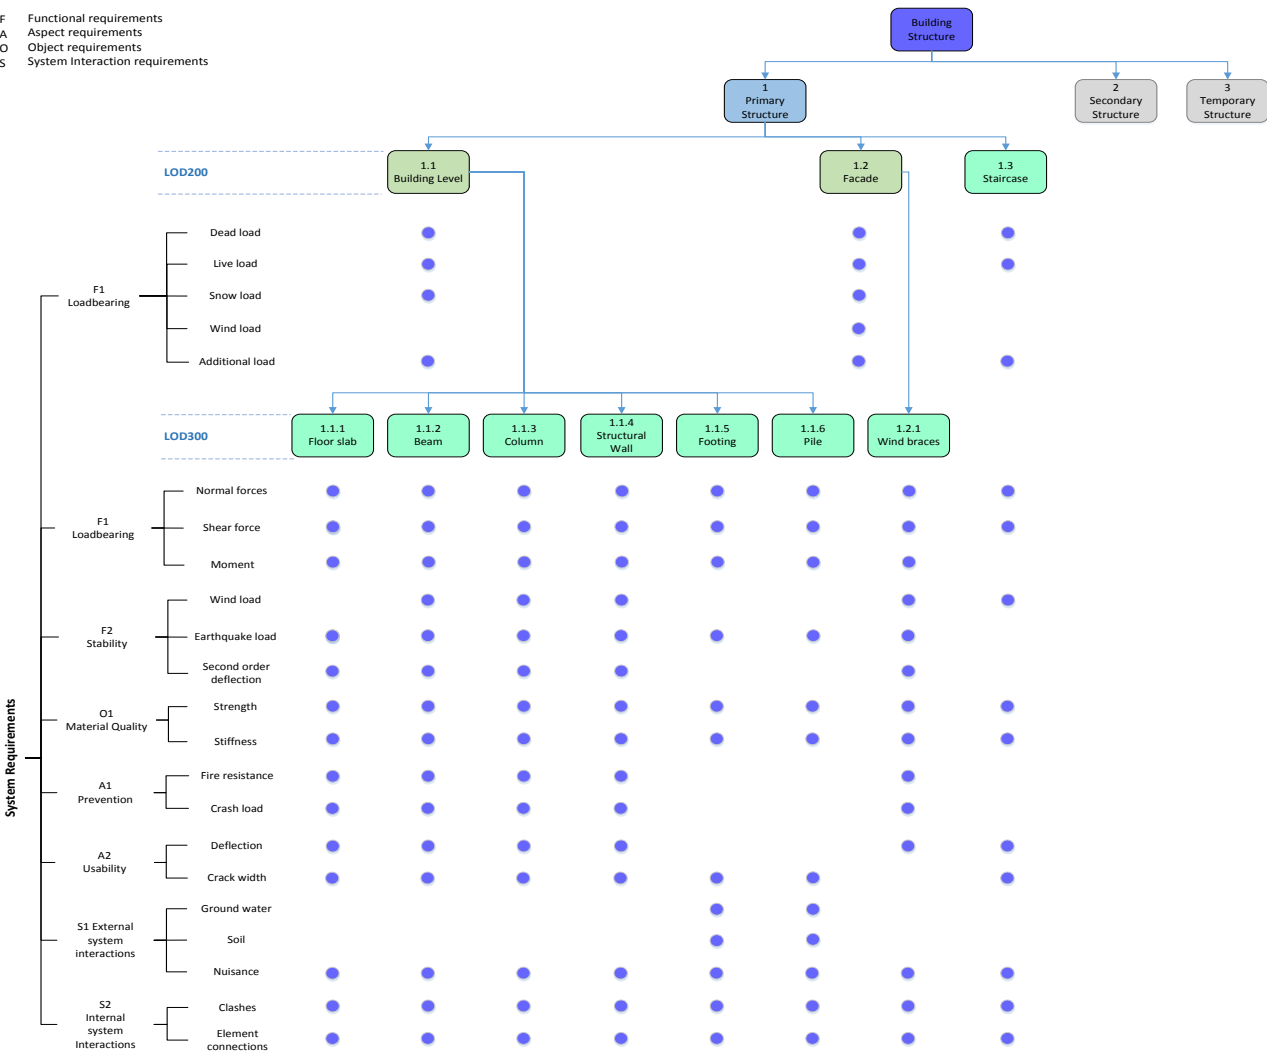 F Functional requirements
A Aspect requirements
O Object requirements
S System Interaction requirements
Building
Structure
1
Primary
Structure
2
Secondary
Structure
3
Temporary
Structure
LOD200
1.1
Building Level
1.2
Facade
1.3
Staircase
F1
Loadbearing
Dead load
Live load
Snow load
Wind load
Additional load
LOD300
1.1.1
Floor slab
1.1.2
Beam
1.1.3
Column
1.1.4
Structural
Wall
1.1.5
Footing
1.1.6
Pile
1.2.1
Wind braces
System Requirements
F1
Loadbearing
Normal forces
Shear force
Moment
F2
Stability
Wind load
Earthquake load
Second order
deflection
O1
Material Quality
Strength
Stiffness
A1
Prevention
Fire resistance
Crash load
A2
Usability
Deflection
Crack width
S1 External
system
interactions
Ground water
Soil
Nuisance
S2
Internal
system
Interactions
Clashes
Element
connections